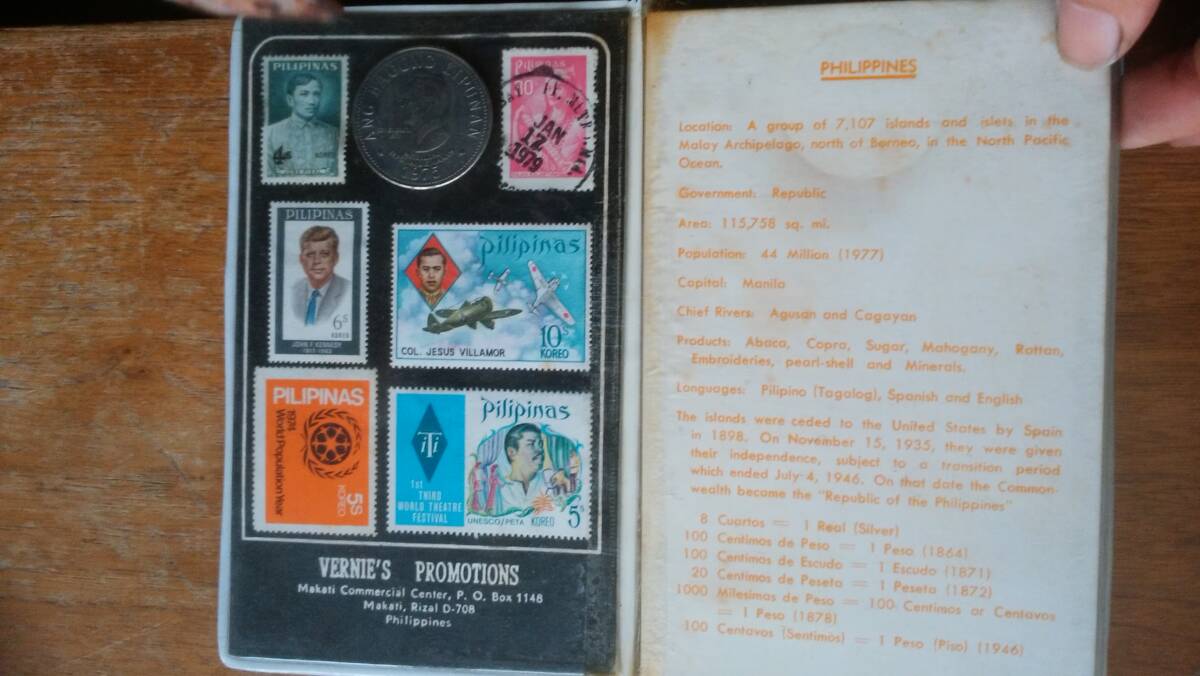 PILIPINAS
4s
KOREO
ANG BAGONG LIPUNAN
1975
PILIPINAS
10
JAN
12
1979
PILIPINAS
6s
KOREO
JOHN F. KENNEDY
1917-1963
pilipinas
COL. JESUS VILLAMOR
10s
KOREO
PILIPINAS
1974
World Population Year
5s
KOREO
pilipinas
iTi
1st
THIRD
WORLD THEATRE
FESTIVAL
UNESCO/PETA
KOREO
5s
VERNIE'S PROMOTIONS
Makati Commercial Center, P. O. Box 1148
Makati, Rizal D-708
Philippines
PHILIPPINES
Location: A group of 7,107 islands and islets in the
Malay Archipelago, north of Borneo, in the North Pacific
Ocean.
Government: Republic
Area: 115,758 sq. mi.
Population: 44 Million (1977)
Capital: Manila
Chief Rivers: Agusan and Cagayan
Products: Abaca, Copra, Sugar, Mahogany, Rattan,
Embroideries, pearl-shell and Minerals.
Languages: Pilipino (Tagalog), Spanish and English
The islands were ceded to the United States by Spain
in 1898. On November 15, 1935, they were given
their independence, subject to a transition period
which ended July 4, 1946. On that date the Common-
wealth became the "Republic of the Philippines"
8 Cuartos = 1 Real (Silver)
100 Centimos de Peso = 1 Peso (1864)
100 Centimos de Escudo = 1 Escudo (1871)
20 Centimos de Peseta = 1 Peseta (1872)
1000 Milesimas de Peso = 100 Centimos or Centavos
= 1 Peso (1878)
100 Centavos (Sentimos) = 1 Peso (Piso) (1946)